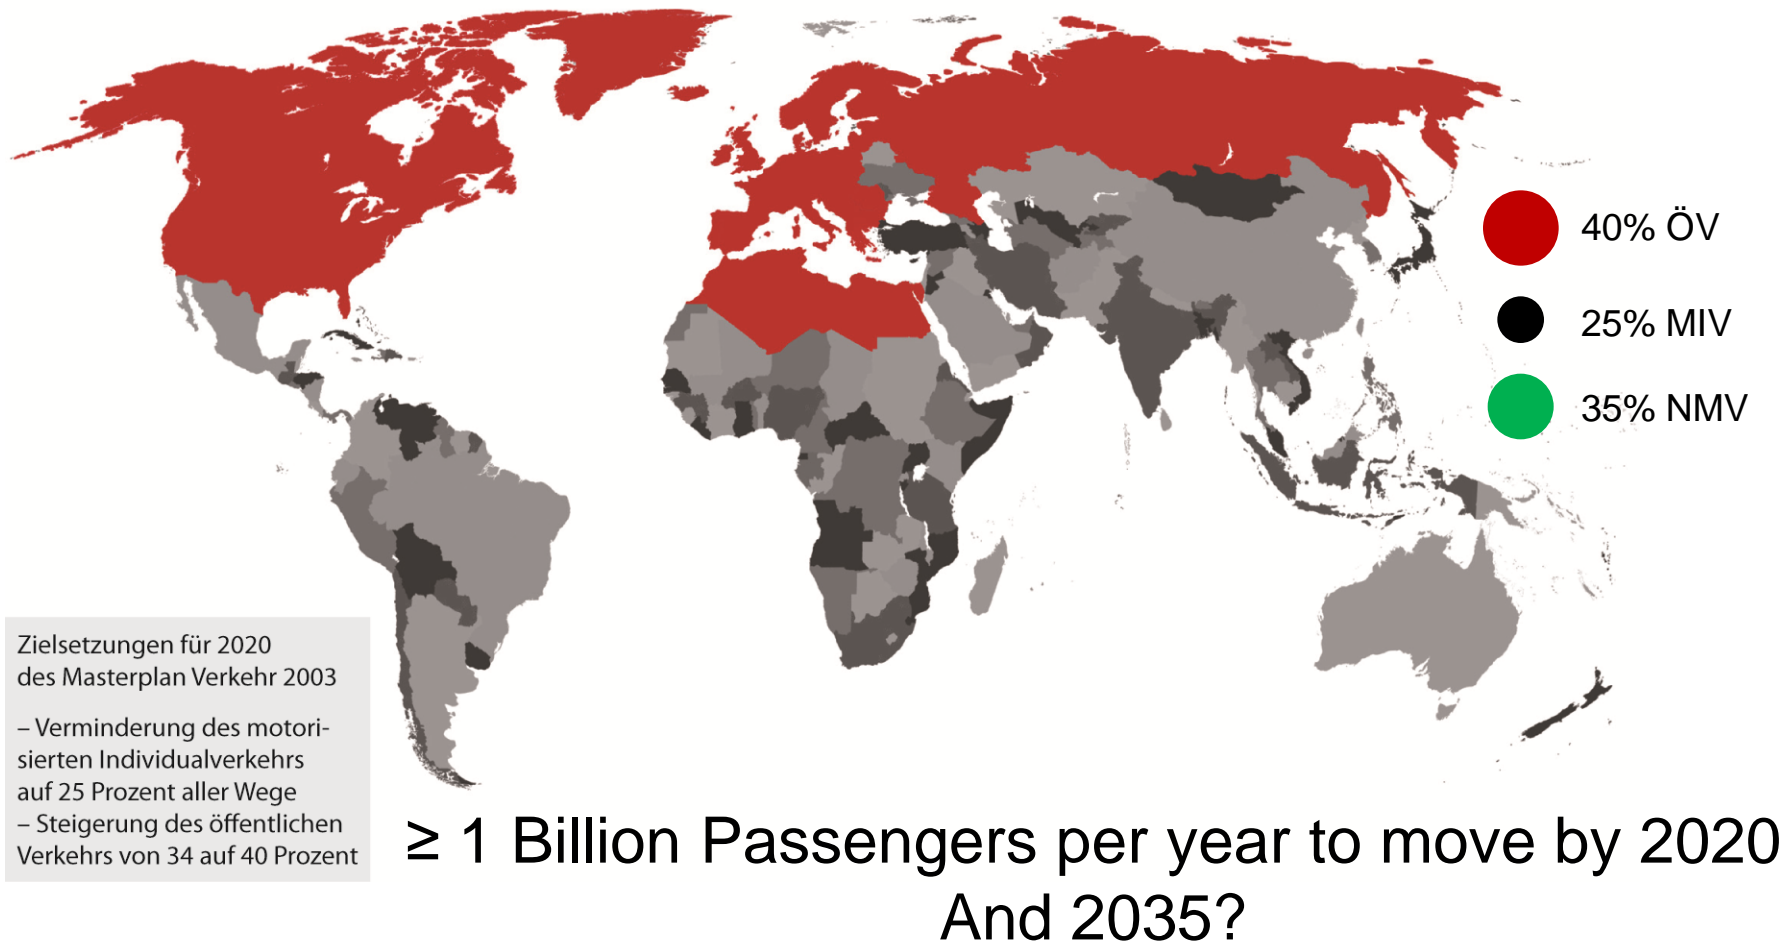 40% ÖV
25% MIV
35% NMV
Zielsetzungen für 2020
des Masterplan Verkehr 2003
– Verminderung des motori-
sierten Individualverkehrs
auf 25 Prozent aller Wege
– Steigerung des öffentlichen
Verkehrs von 34 auf 40 Prozent
≥ 1 Billion Passengers per year to move by 2020
And 2035?